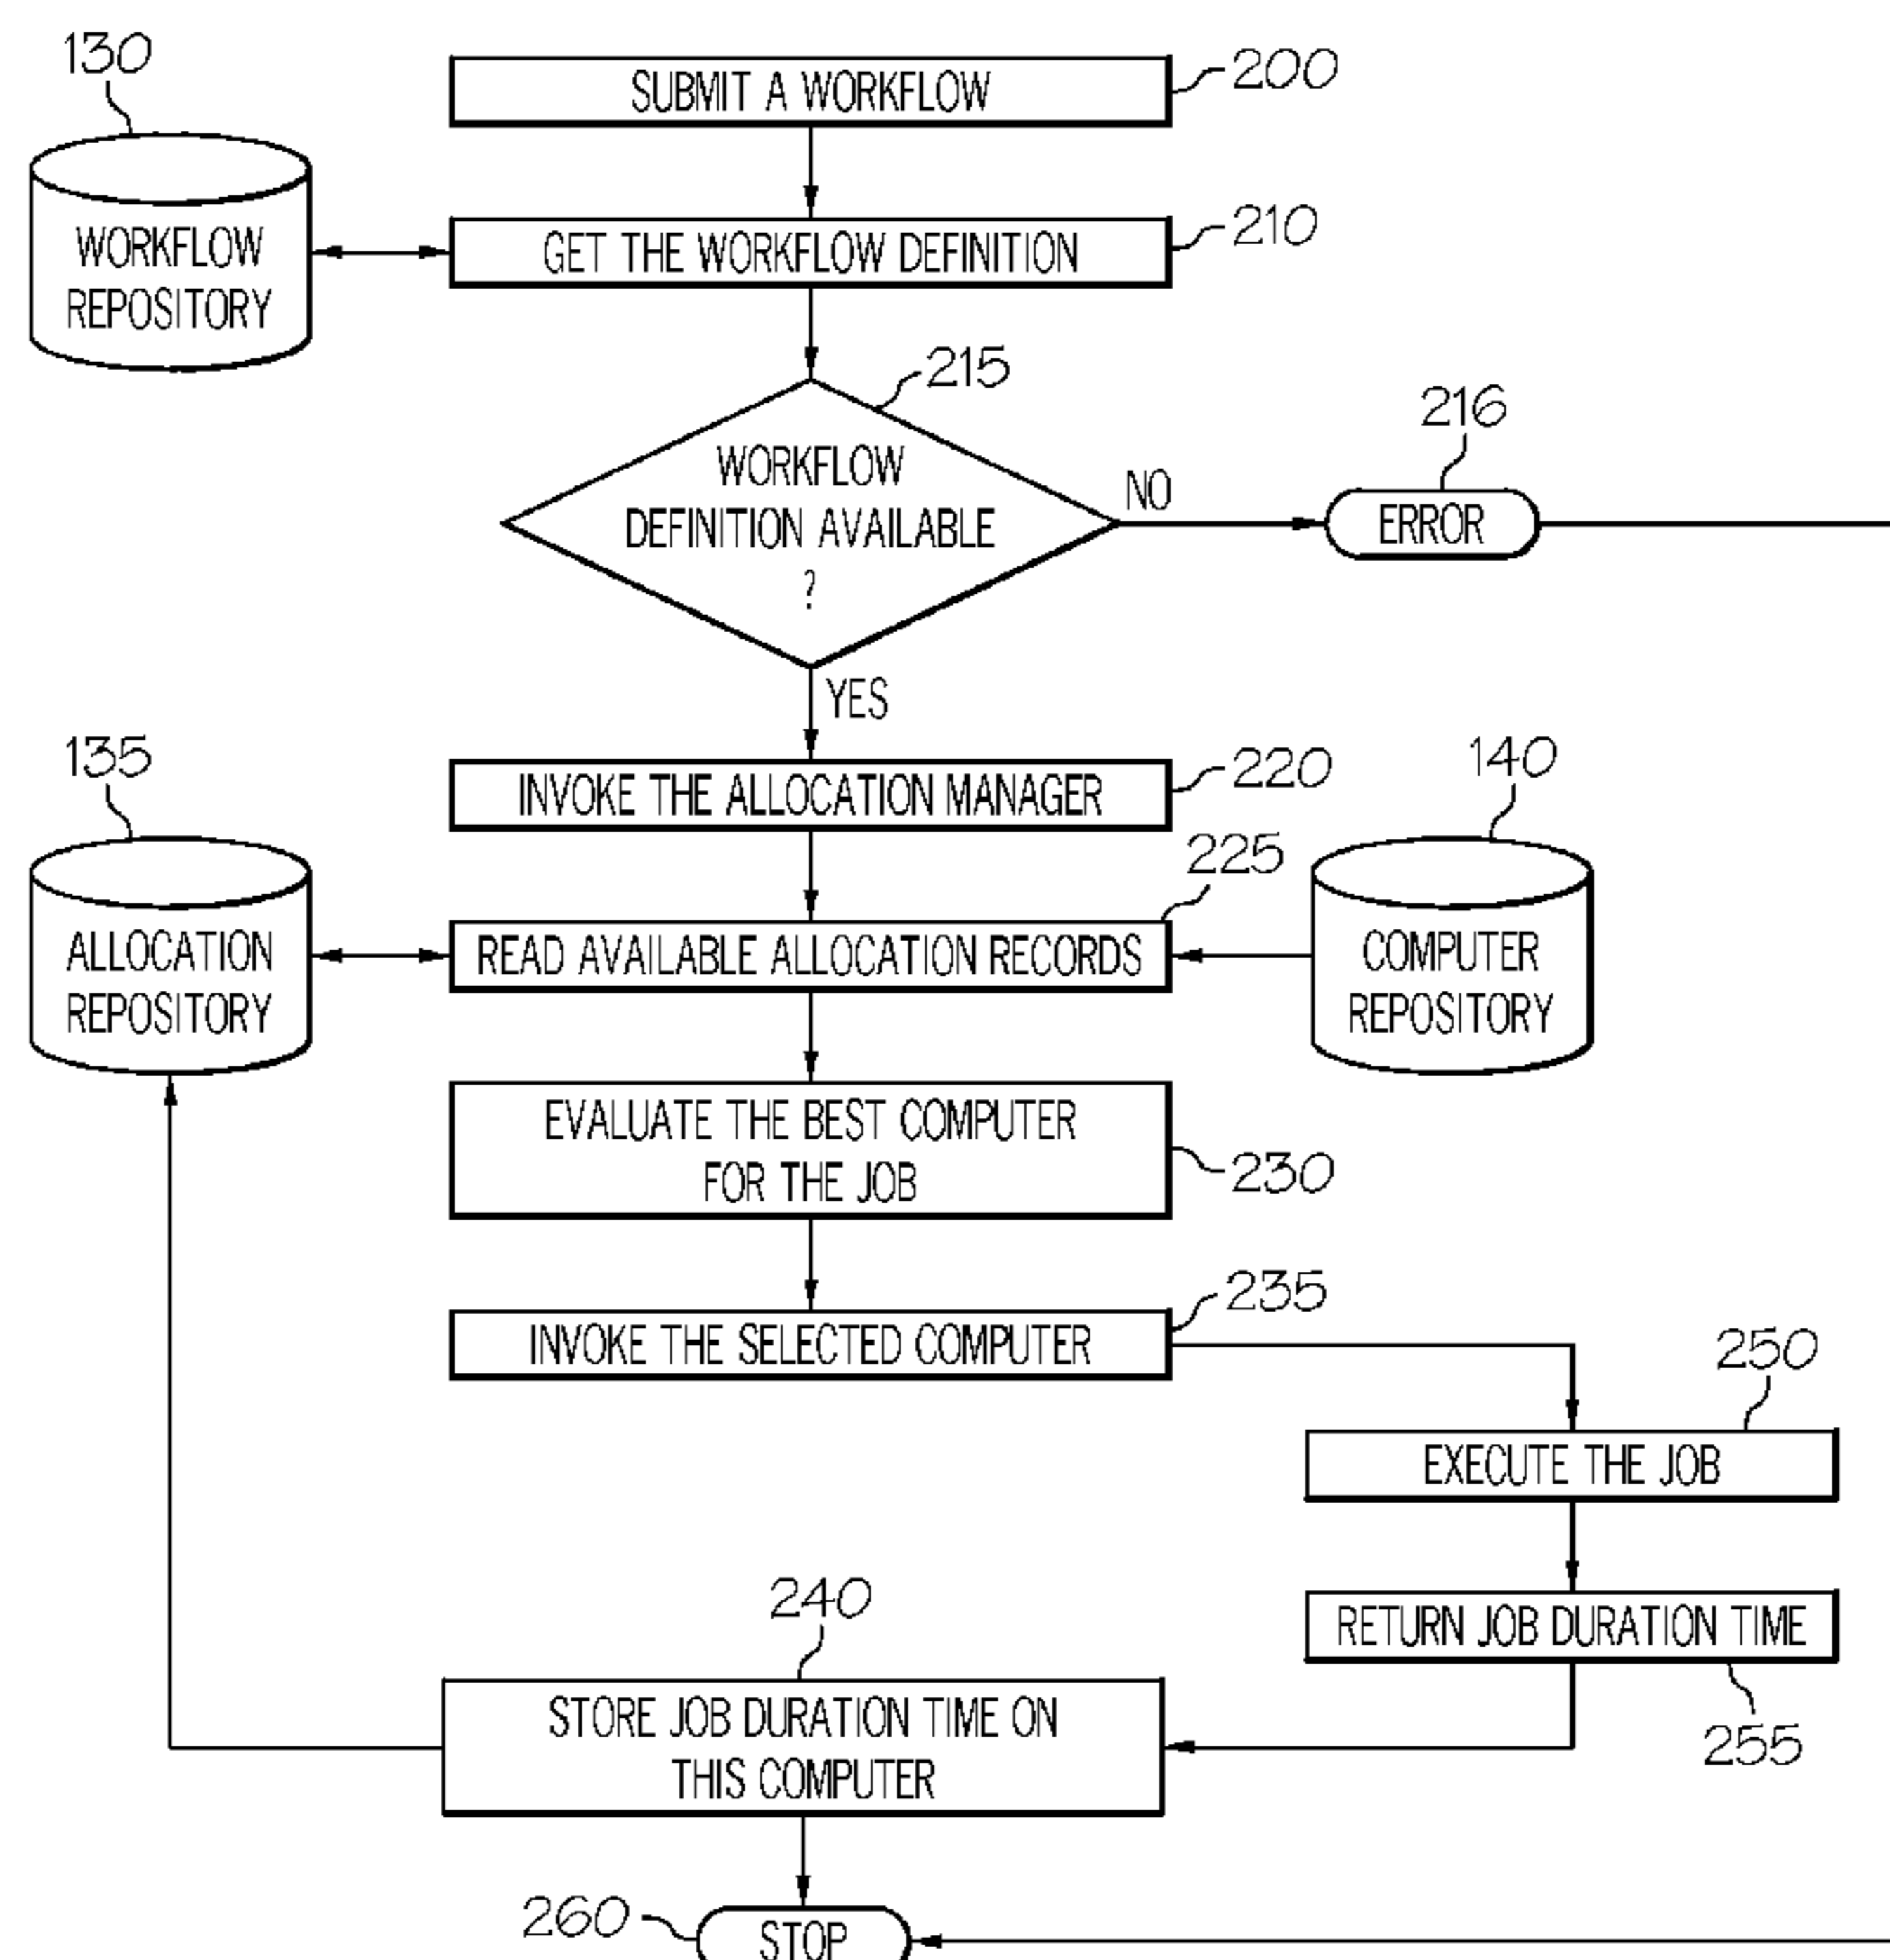 130
SUBMIT A WORKFLOW
200
WORKFLOW
REPOSITORY
GET THE WORKFLOW DEFINITION
210
215
WORKFLOW
DEFINITION AVAILABLE
?
NO
216
ERROR
YES
135
INVOKE THE ALLOCATION MANAGER
220
140
225
ALLOCATION
REPOSITORY
READ AVAILABLE ALLOCATION RECORDS
COMPUTER
REPOSITORY
EVALUATE THE BEST COMPUTER
FOR THE JOB
230
235
INVOKE THE SELECTED COMPUTER
250
EXECUTE THE JOB
240
RETURN JOB DURATION TIME
255
STORE JOB DURATION TIME ON
THIS COMPUTER
260
STOP